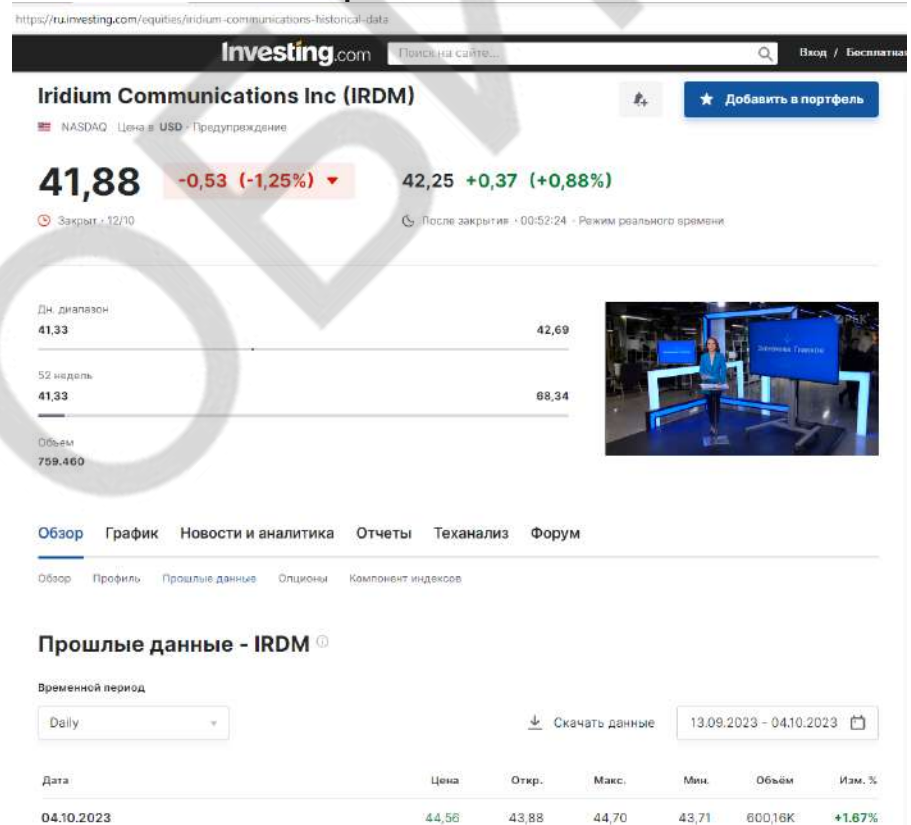 https://ru.investing.com/equities/iridium-communications-historical-data
Investing.com Поиск на сайте... Вход / Бесплатная
Iridium Communications Inc (IRDM)
Добавить в портфель
NASDAQ Цена в USD · Предупреждение
41,88 -0,53 (-1,25%) 42,25 +0,37 (+0,88%)
Закрыт · 12/10 После закрытия · 00:52:24 · Режим реального времени
Дн. диапазон
41,33 42,69
52 недель
41,33 68,34
Объём
759.460
Обзор График Новости и аналитика Отчеты Теханализ Форум
Обзор Профиль Прошлые данные Опционы Компонент индексов
Прошлые данные - IRDM
Временной период
Daily Скачать данные 13.09.2023 - 04.10.2023
Дата Цена Откр. Макс. Мин. Объём Изм. %
04.10.2023 44,56 43,88 44,70 43,71 600,16K +1.67%